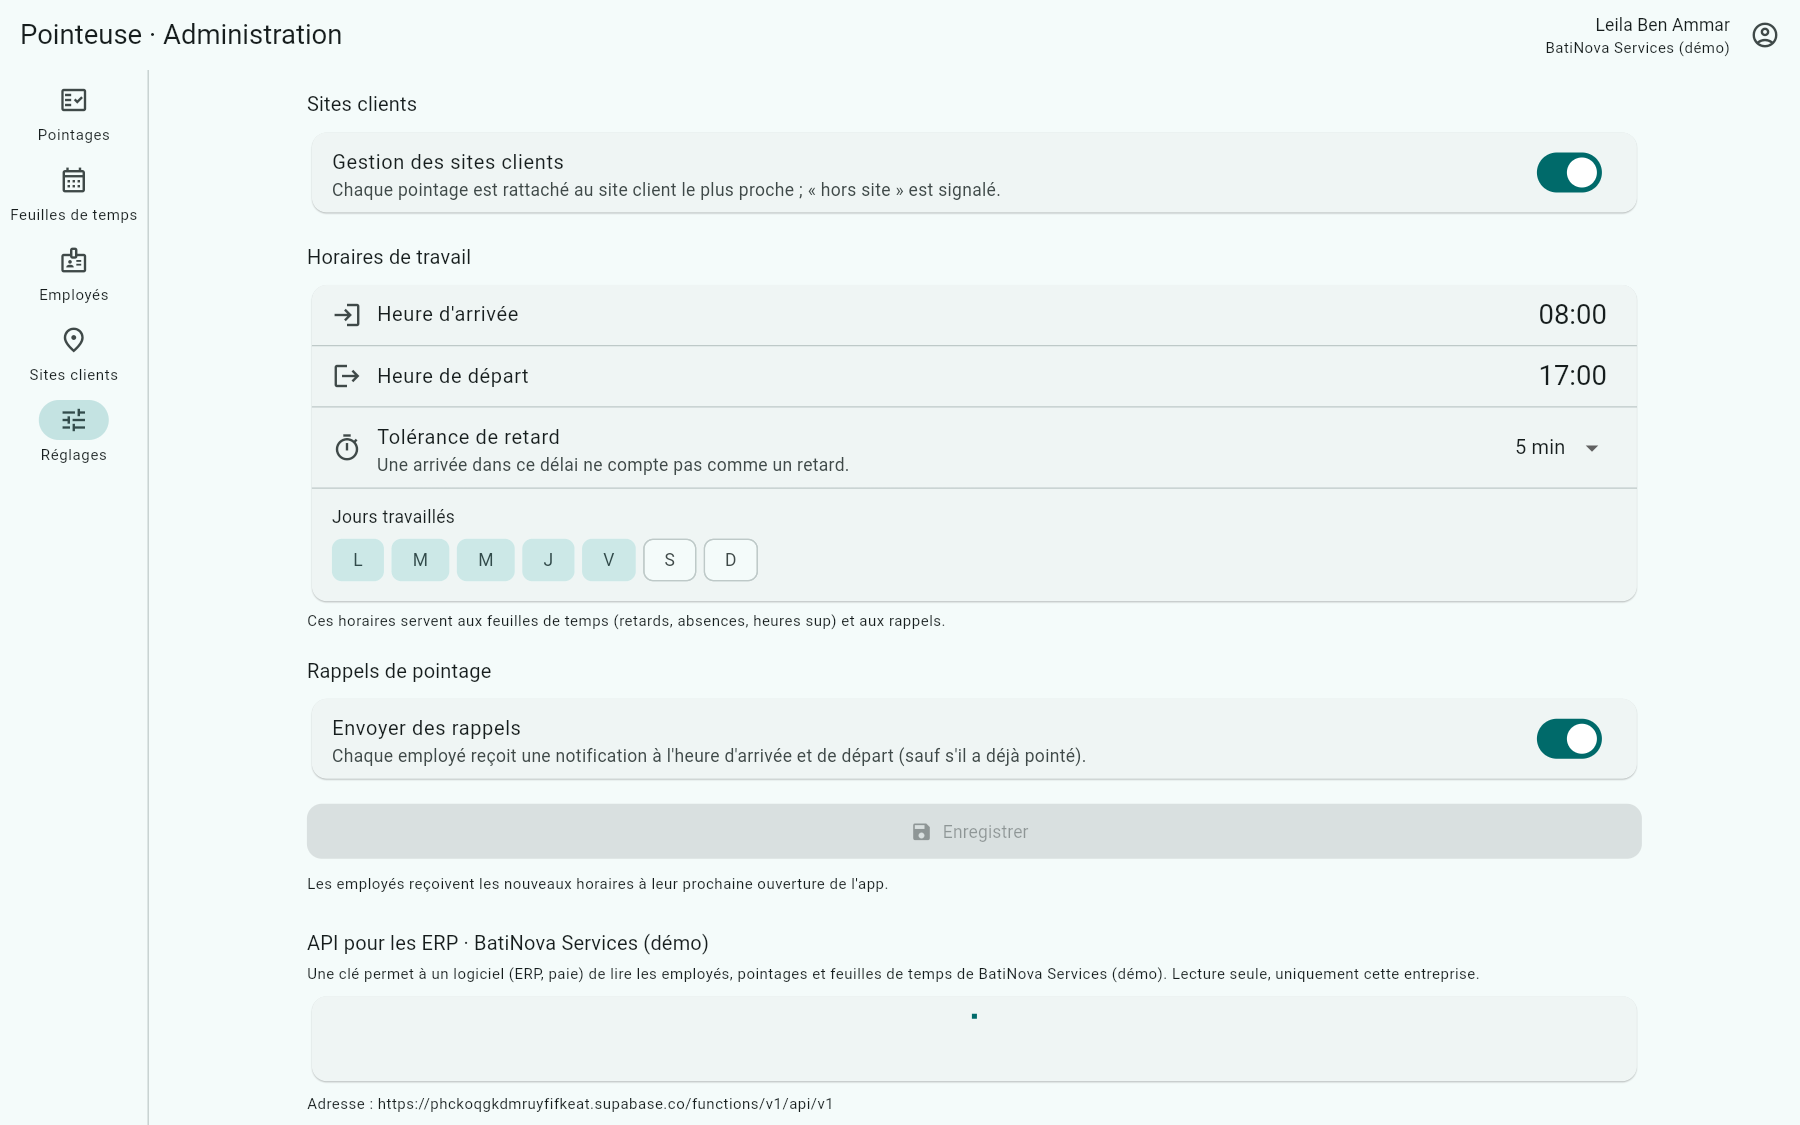 Pointeuse · Administration
Leila Ben Ammar
BatiNova Services (démo)
Pointages
Feuilles de temps
Employés
Sites clients
Réglages
Sites clients
Gestion des sites clients
Chaque pointage est rattaché au site client le plus proche ; « hors site » est signalé.
Horaires de travail
Heure d'arrivée
08:00
Heure de départ
17:00
Tolérance de retard
Une arrivée dans ce délai ne compte pas comme un retard.
5 min
Jours travaillés
L M M J V S D
Ces horaires servent aux feuilles de temps (retards, absences, heures sup) et aux rappels.
Rappels de pointage
Envoyer des rappels
Chaque employé reçoit une notification à l'heure d'arrivée et de départ (sauf s'il a déjà pointé).
Enregistrer
Les employés reçoivent les nouveaux horaires à leur prochaine ouverture de l'app.
API pour les ERP · BatiNova Services (démo)
Une clé permet à un logiciel (ERP, paie) de lire les employés, pointages et feuilles de temps de BatiNova Services (démo). Lecture seule, uniquement cette entreprise.
Adresse : https://phckoqgkdmruyfifkeat.supabase.co/functions/v1/api/v1